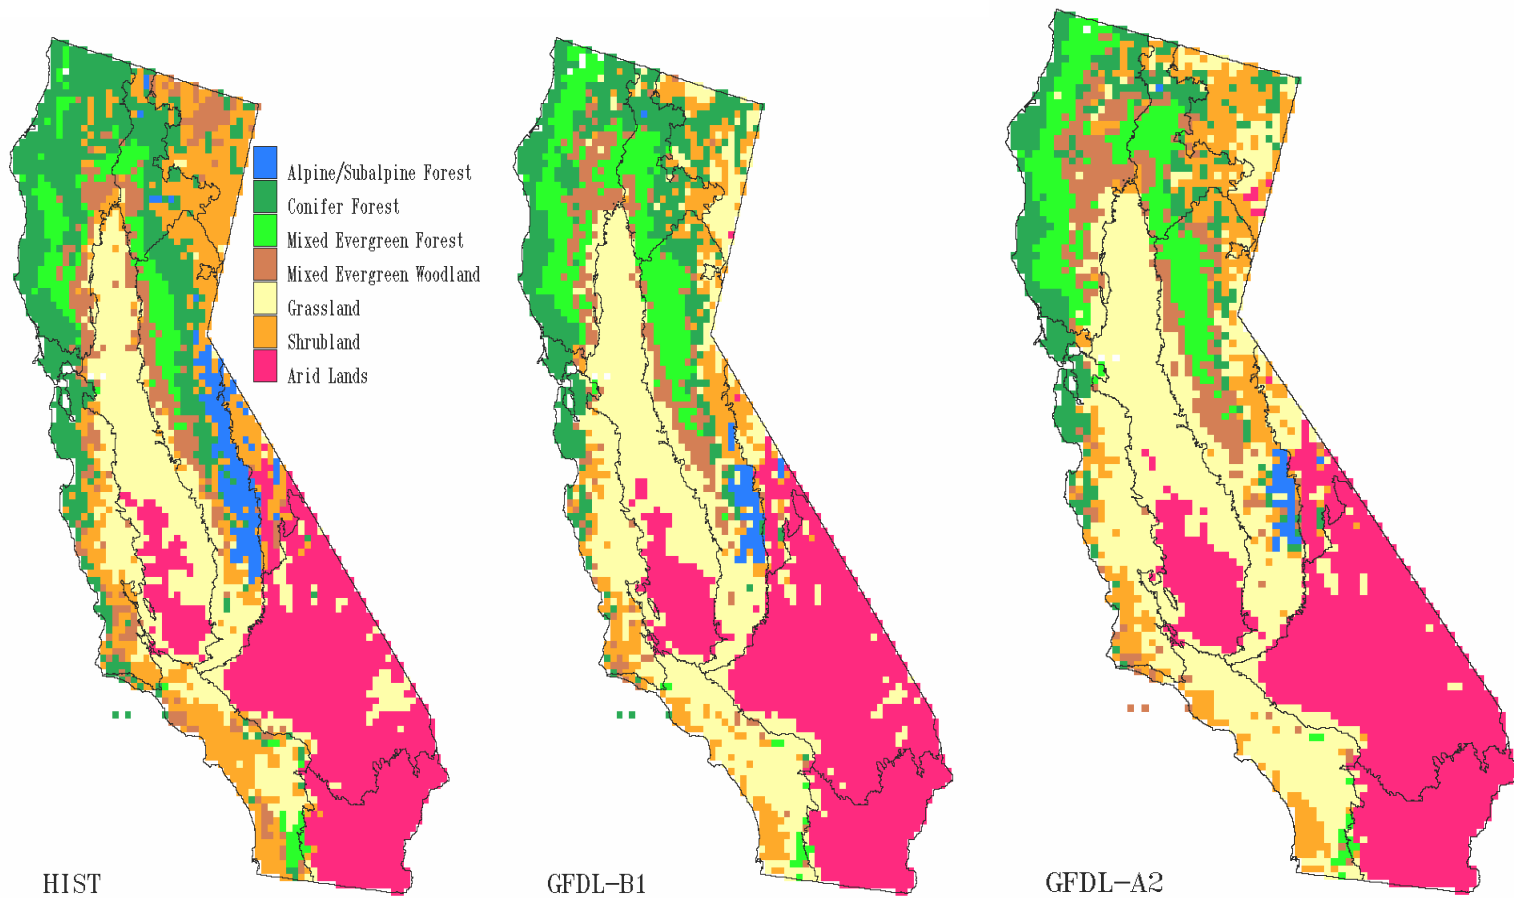 Alpine/Subalpine Forest
Conifer Forest
Mixed Evergreen Forest
Mixed Evergreen Woodland
Grassland
Shrubland
Arid Lands
HIST
GFDL-B1
GFDL-A2